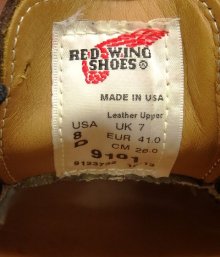 RED WING
SHOES®
MADE IN USA
Leather Upper
USA UK 7
8 EUR 41.0
D CM 26.0
9101